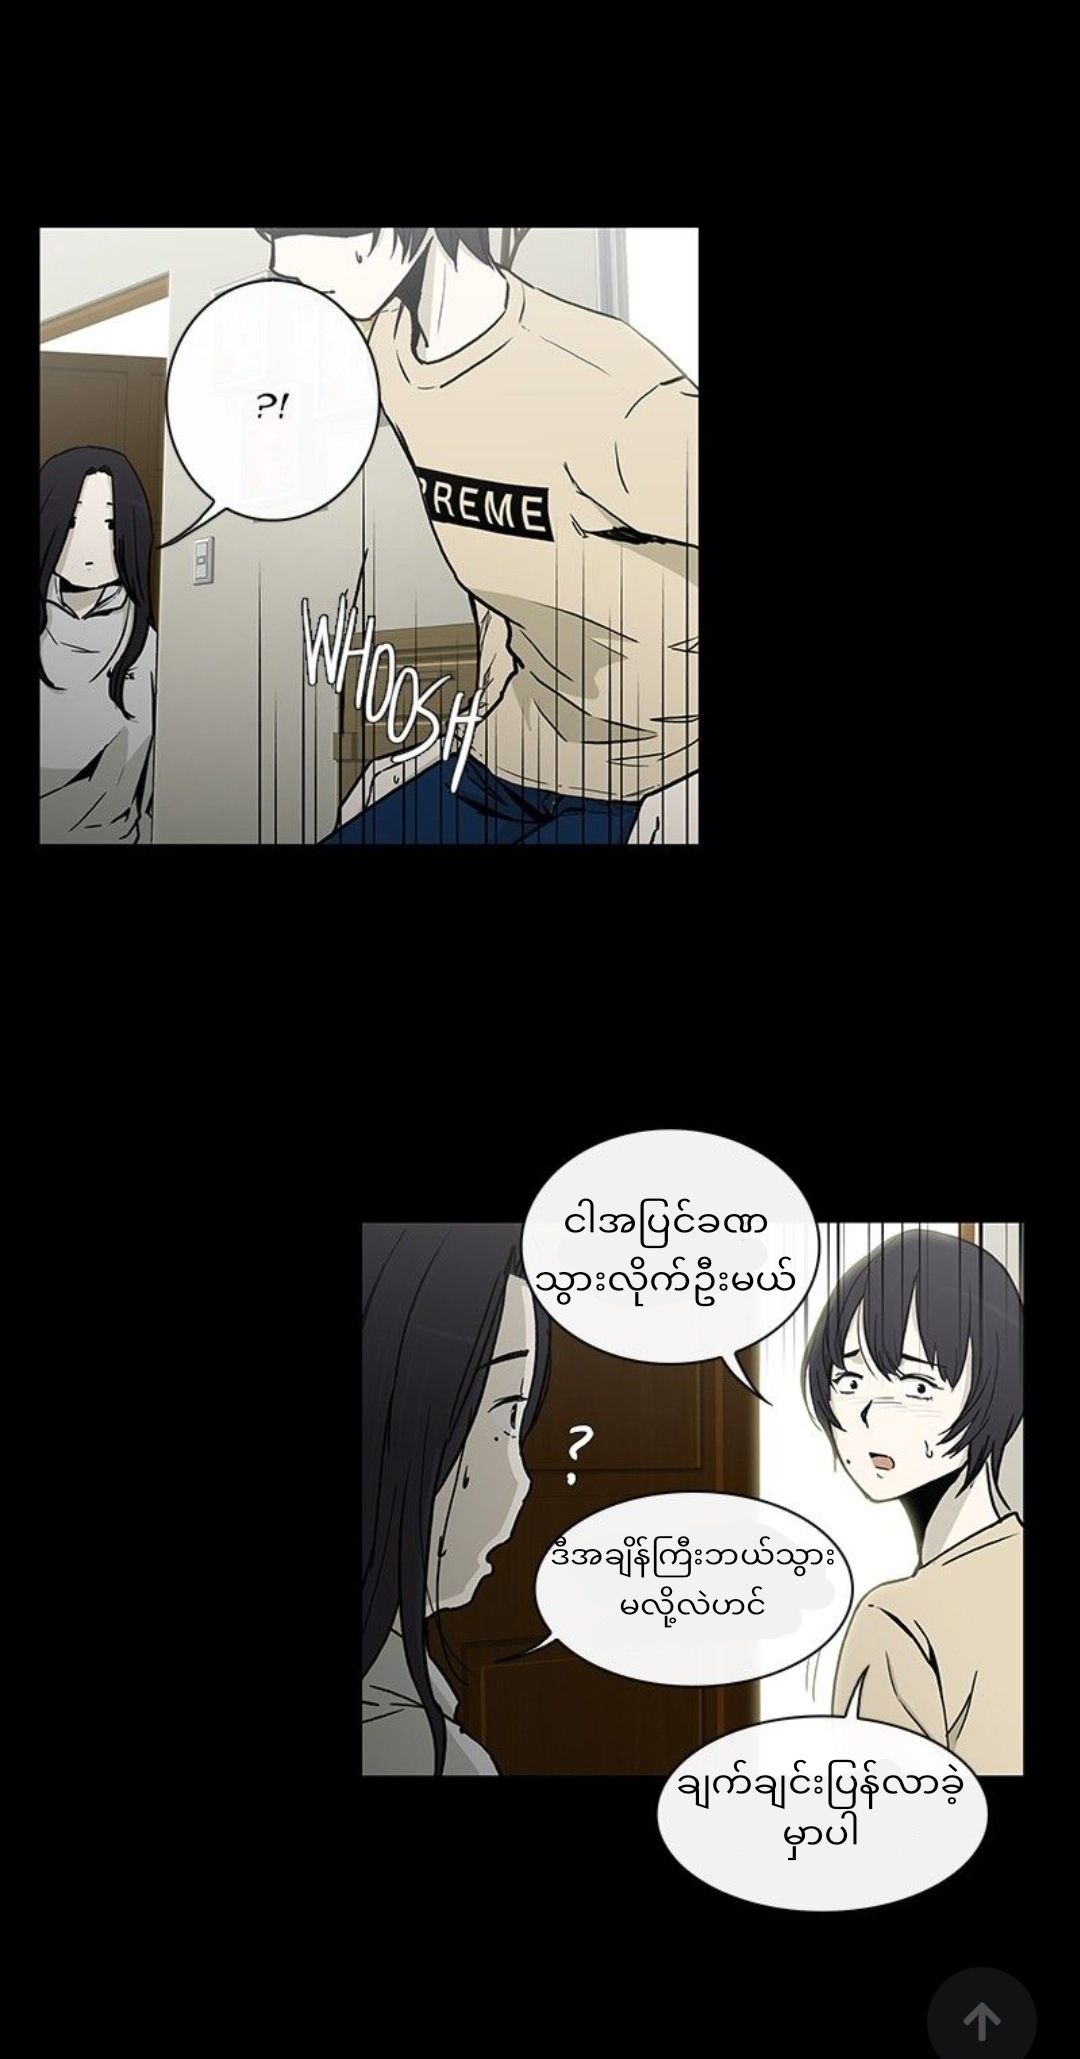 ?!
PREME
WHOOSH
ငါအပြင်ခဏ
သွားလိုက်ဦးမယ်
?
ဒီအချိန်ကြီးဘယ်သွား
မလို့လဲဟင်
ချက်ချင်းပြန်လာခဲ့
မှာပါ